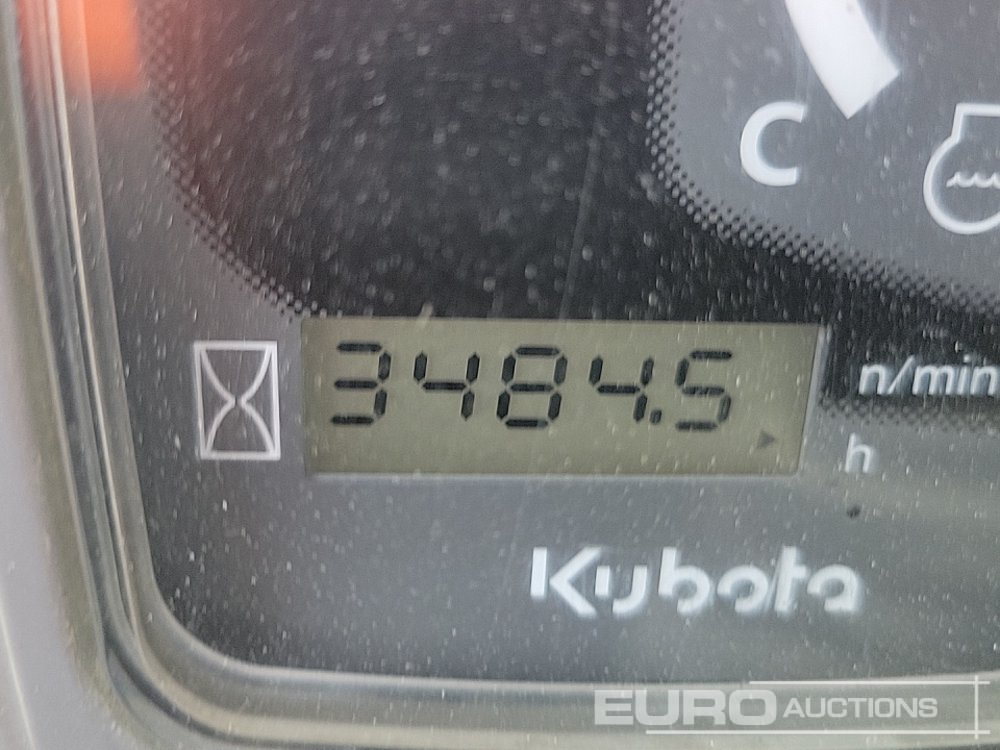 C
3484.5
n/min
h
Kubota
EURO AUCTIONS